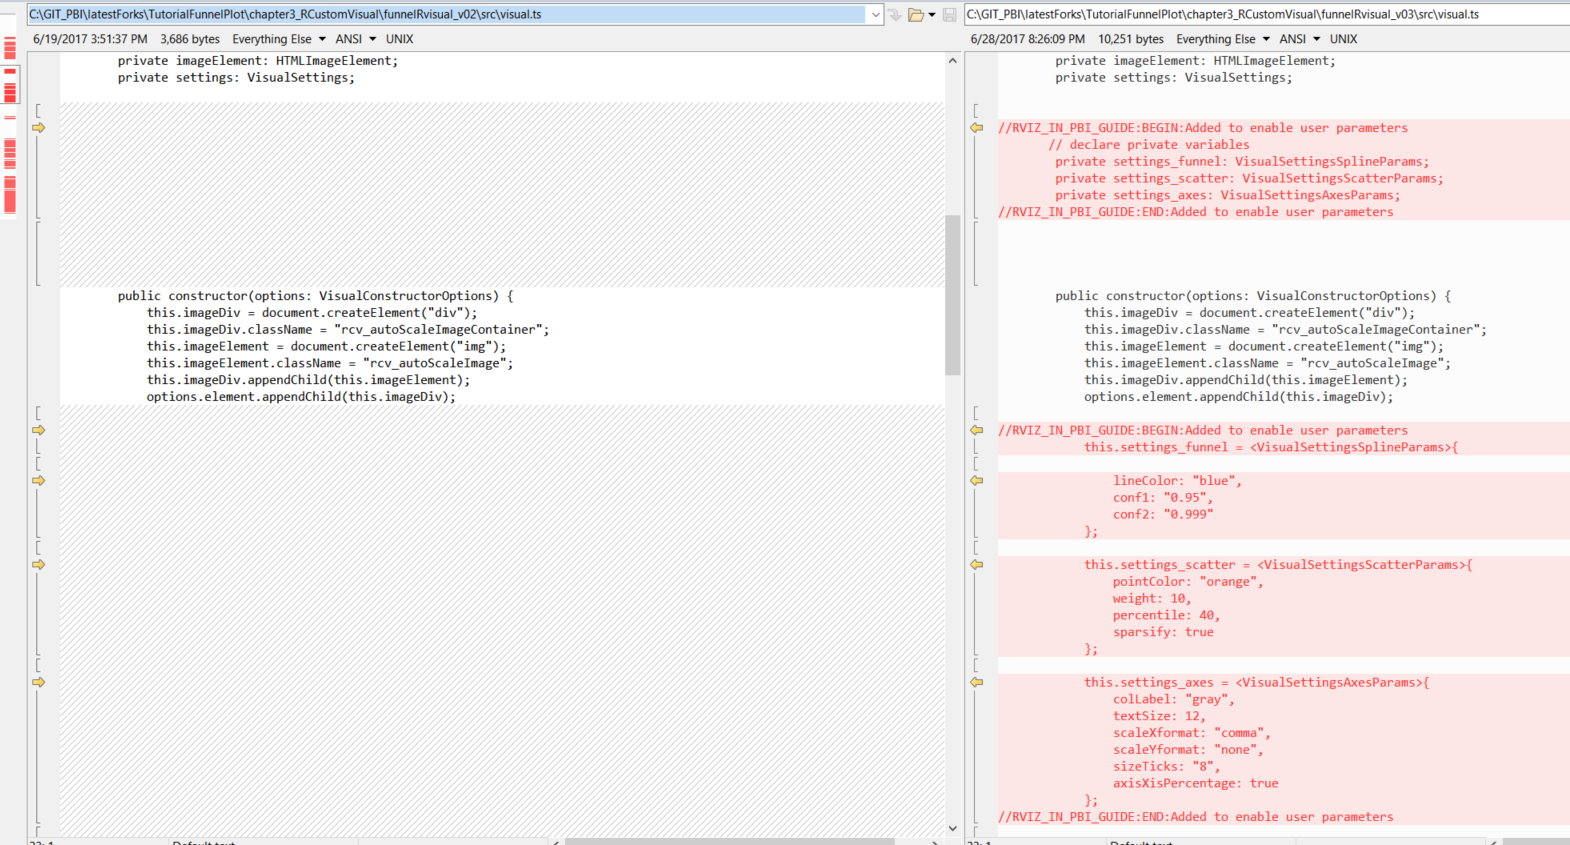 C:\GIT_PBI\latestForks\TutorialFunnelPlot\chapter3_RCustomVisual\funnelRvisual_v02\src\visual.ts
6/19/2017 3:51:37 PM 3,686 bytes Everything Else ANSI UNIX
private imageElement: HTMLImageElement;
private settings: VisualSettings;
public constructor(options: VisualConstructorOptions) {
this.imageDiv = document.createElement("div");
this.imageDiv.className = "rcv_autoScaleImageContainer";
this.imageElement = document.createElement("img");
this.imageElement.className = "rcv_autoScaleImage";
this.imageDiv.appendChild(this.imageElement);
options.element.appendChild(this.imageDiv);
Default text
C:\GIT_PBI\latestForks\TutorialFunnelPlot\chapter3_RCustomVisual\funnelRvisual_v03\src\visual.ts
6/28/2017 8:26:09 PM 10,251 bytes Everything Else ANSI UNIX
private imageElement: HTMLImageElement;
private settings: VisualSettings;
//RVIZ_IN_PBI_GUIDE:BEGIN:Added to enable user parameters
// declare private variables
private settings_funnel: VisualSettingsSplineParams;
private settings_scatter: VisualSettingsScatterParams;
private settings_axes: VisualSettingsAxesParams;
//RVIZ_IN_PBI_GUIDE:END:Added to enable user parameters
public constructor(options: VisualConstructorOptions) {
this.imageDiv = document.createElement("div");
this.imageDiv.className = "rcv_autoScaleImageContainer";
this.imageElement = document.createElement("img");
this.imageElement.className = "rcv_autoScaleImage";
this.imageDiv.appendChild(this.imageElement);
options.element.appendChild(this.imageDiv);
//RVIZ_IN_PBI_GUIDE:BEGIN:Added to enable user parameters
this.settings_funnel = <VisualSettingsSplineParams>{
lineColor: "blue",
conf1: "0.95",
conf2: "0.999"
};
this.settings_scatter = <VisualSettingsScatterParams>{
pointColor: "orange",
weight: 10,
percentile: 40,
sparsify: true
};
this.settings_axes = <VisualSettingsAxesParams>{
colLabel: "gray",
textSize: 12,
scaleXformat: "comma",
scaleYformat: "none",
sizeTicks: "8",
axisXisPercentage: true
};
//RVIZ_IN_PBI_GUIDE:END:Added to enable user parameters
Default text